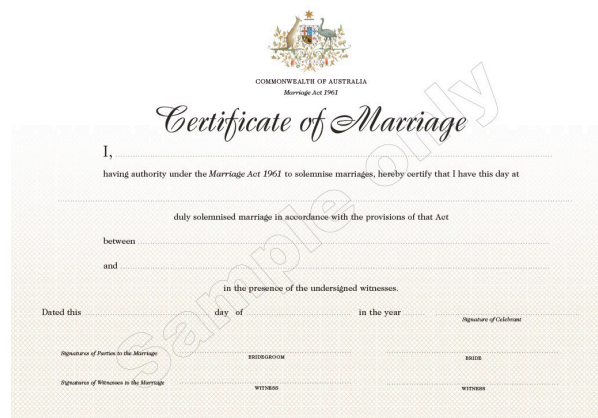 COMMONWEALTH OF AUSTRALIA
Marriage Act 1961
Certificate of Marriage
I,
having authority under the Marriage Act 1961 to solemnise marriages, hereby certify that I have this day at
duly solemnised marriage in accordance with the provisions of that Act
between
and
in the presence of the undersigned witnesses.
Dated this day of in the year
Signature of Celebrant
Signatures of Parties to the Marriage
BRIDEGROOM BRIDE
Signatures of Witnesses to the Marriage
WITNESS WITNESS
Sample only